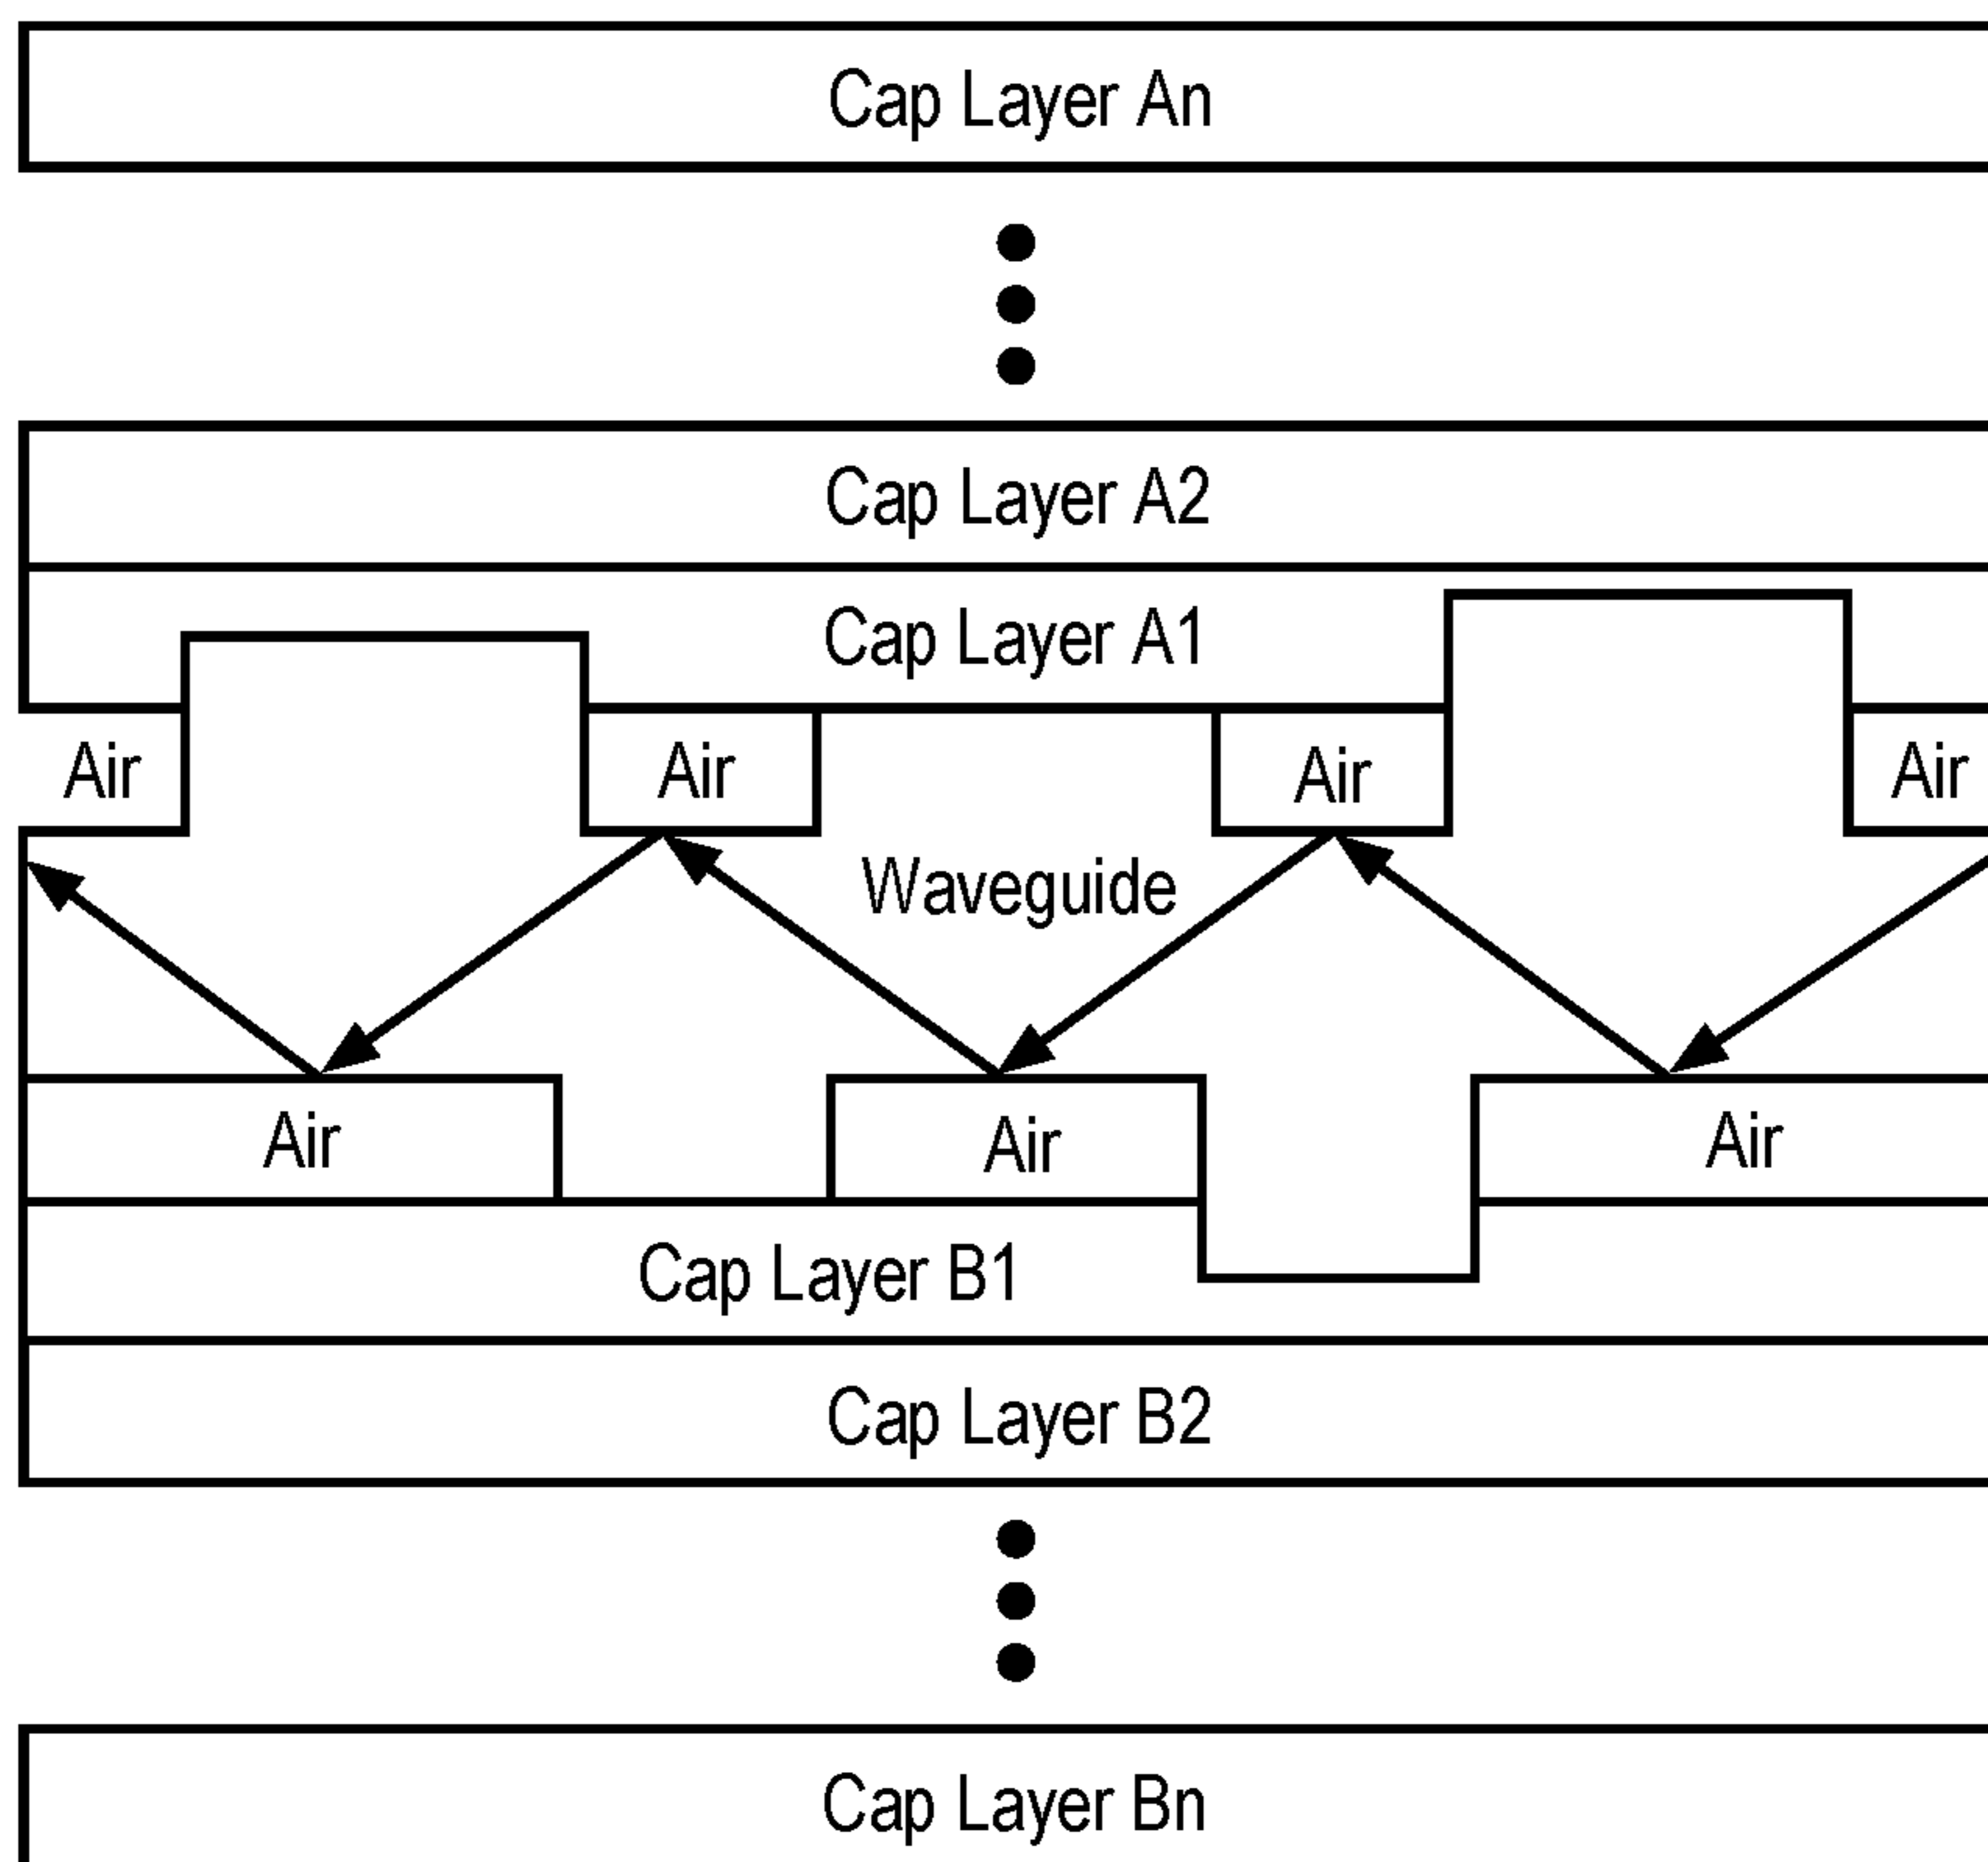 Cap Layer An
Cap Layer A2
Cap Layer A1
Air
Air
Air
Air
Waveguide
Air
Air
Air
Cap Layer B1
Cap Layer B2
Cap Layer Bn